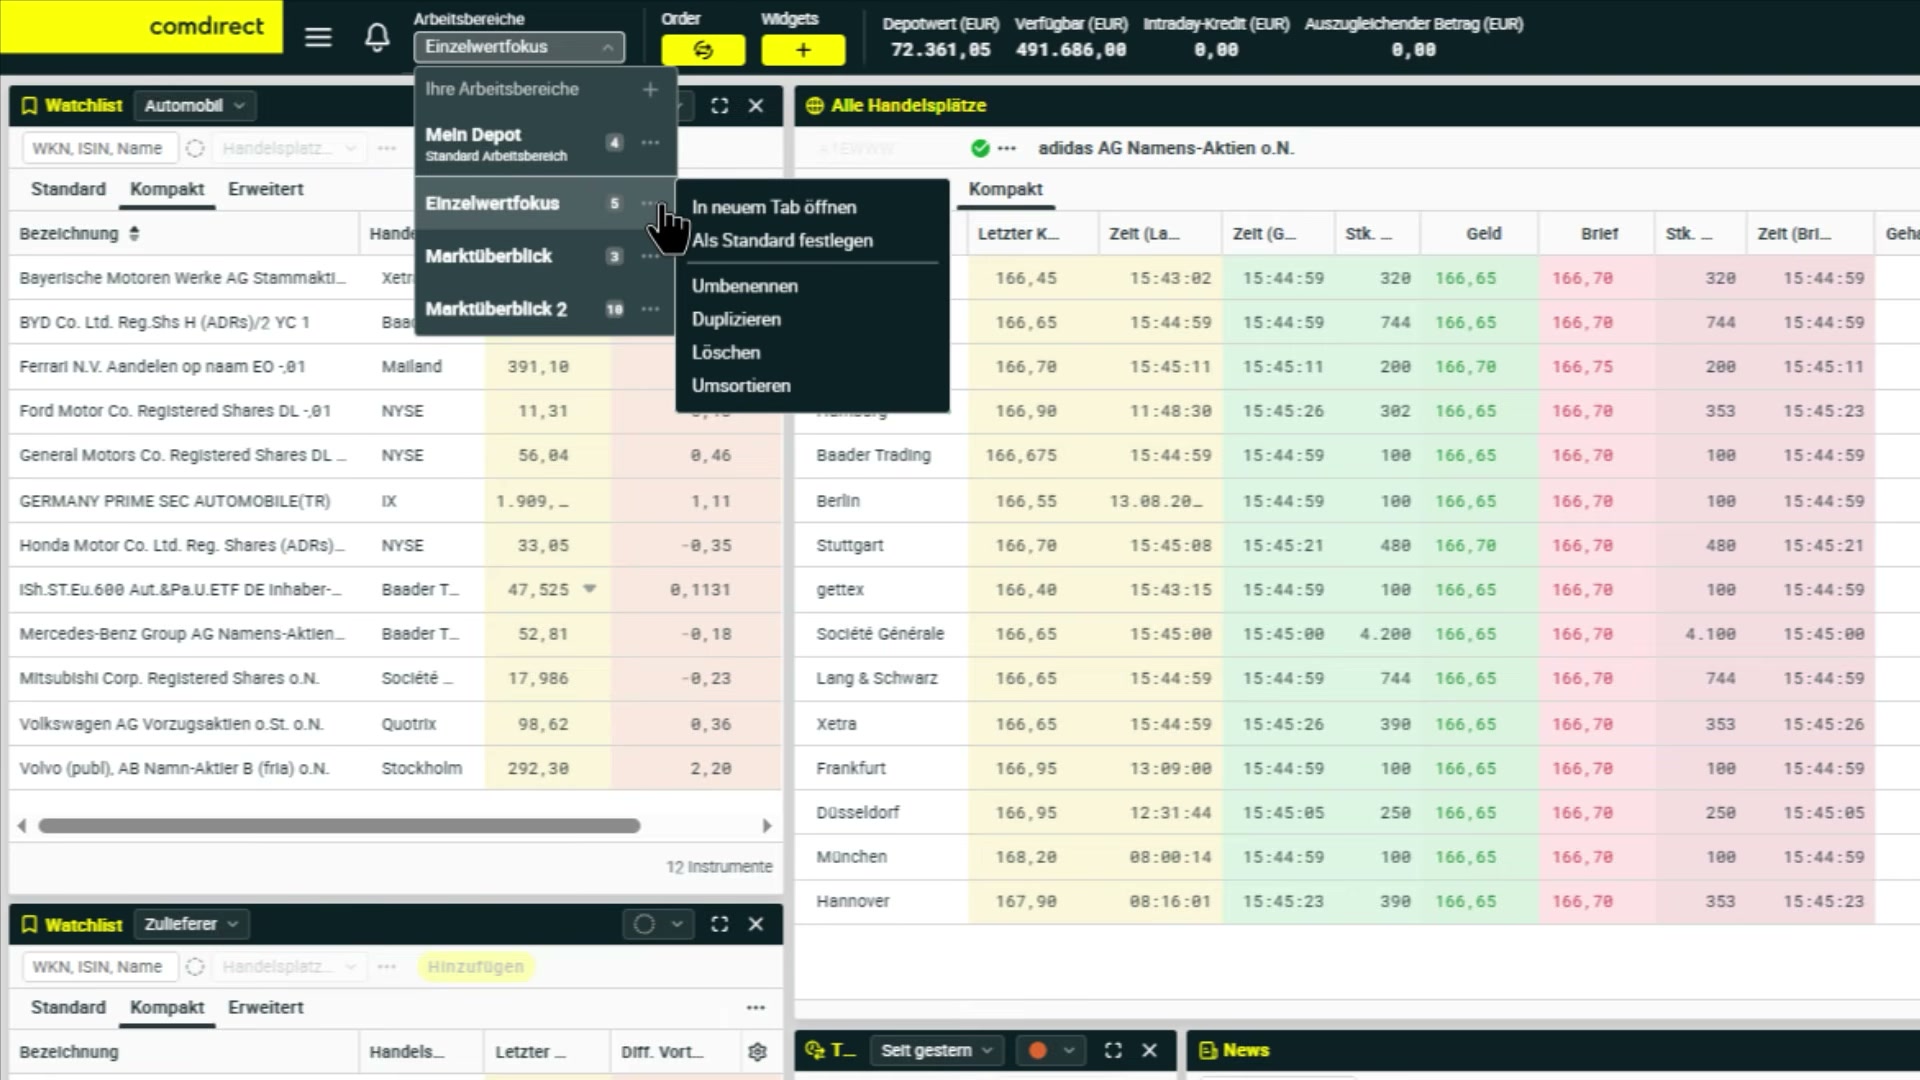 comdirect
Arbeitsbereiche
Einzelwertfokus
Order
Widgets
Depotwert (EUR)
72.361,05
Verfügbar (EUR)
491.686,00
Intraday-Kredit (EUR)
0,00
Auszugleichender Betrag (EUR)
0,00
Ihre Arbeitsbereiche
Mein Depot 4
Standard Arbeitsbereich
Einzelwertfokus 5
Marktüberblick 3
Marktüberblick 2 10
In neuem Tab öffnen
Als Standard festlegen
Umbenennen
Duplizieren
Löschen
Umsortieren
Watchlist Automobil
WKN, ISIN, Name Handelsplatz...
Standard Kompakt Erweitert
Bezeichnung Hande
Bayerische Motoren Werke AG Stammakti... Xetr
BYD Co. Ltd. Reg.Shs H (ADRs)/2 YC 1 Baad
Ferrari N.V. Aandelen op naam EO -,01 Mailand 391,10
Ford Motor Co. Registered Shares DL -,01 NYSE 11,31
General Motors Co. Registered Shares DL ... NYSE 56,04 0,46
GERMANY PRIME SEC AUTOMOBILE(TR) IX 1.909,... 1,11
Honda Motor Co. Ltd. Reg. Shares (ADRs)... NYSE 33,05 -0,35
ISh.ST.Eu.600 Aut.&Pa.U.ETF DE Inhaber-... Baader T... 47,525 0,1131
Mercedes-Benz Group AG Namens-Aktien... Baader T... 52,81 -0,18
Mitsubishi Corp. Registered Shares o.N. Société ... 17,986 -0,23
Volkswagen AG Vorzugsaktien o.St. o.N. Quotrix 98,62 0,36
Volvo (publ), AB Namn-Aktier B (fria) o.N. Stockholm 292,30 2,20
12 Instrumente
Watchlist Zulieferer
WKN, ISIN, Name Handelsplatz... Hinzufügen
Standard Kompakt Erweitert
Bezeichnung Handels... Letzter ... Diff. Vort...
Alle Handelsplätze
adidas AG Namens-Aktien o.N.
Kompakt
Letzter K... Zeit (La... Zeit (G... Stk. ... Geld Brief Stk. ... Zeit (Bri... Geha
166,45 15:43:02 15:44:59 320 166,65 166,70 320 15:44:59
166,65 15:44:59 15:44:59 744 166,65 166,70 744 15:44:59
166,70 15:45:11 15:45:11 200 166,70 166,75 200 15:45:11
166,90 11:48:30 15:45:26 302 166,65 166,70 353 15:45:23
Baader Trading 166,675 15:44:59 15:44:59 100 166,65 166,70 100 15:44:59
Berlin 166,55 13.08.20... 15:44:59 100 166,65 166,70 100 15:44:59
Stuttgart 166,70 15:45:08 15:45:21 480 166,70 166,70 480 15:45:21
gettex 166,40 15:43:15 15:44:59 100 166,65 166,70 100 15:44:59
Société Générale 166,65 15:45:00 15:45:00 4.200 166,65 166,70 4.100 15:45:00
Lang & Schwarz 166,65 15:44:59 15:44:59 744 166,65 166,70 744 15:44:59
Xetra 166,65 15:44:59 15:45:26 390 166,65 166,70 353 15:45:26
Frankfurt 166,95 13:09:00 15:44:59 100 166,65 166,70 100 15:44:59
Düsseldorf 166,95 12:31:44 15:45:05 250 166,65 166,70 250 15:45:05
München 168,20 08:00:14 15:44:59 100 166,65 166,70 100 15:44:59
Hannover 167,90 08:16:01 15:45:23 390 166,65 166,70 353 15:45:23
T... Seit gestern
News